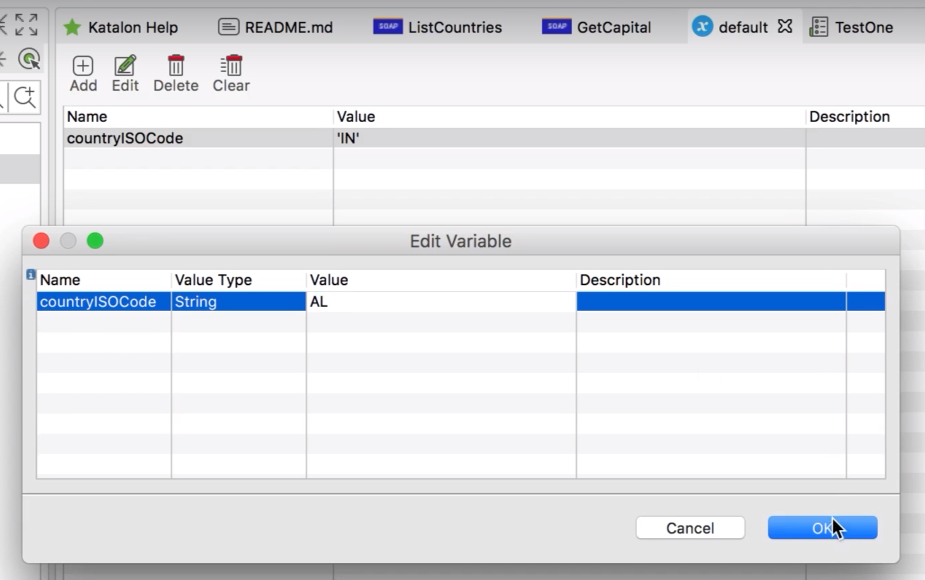 Katalon Help README.md SOAP ListCountries SOAP GetCapital x default TestOne
Add Edit Delete Clear
Name Value Description
countryISOCode 'IN'
Edit Variable
Name Value Type Value Description
countryISOCode String AL
Cancel OK